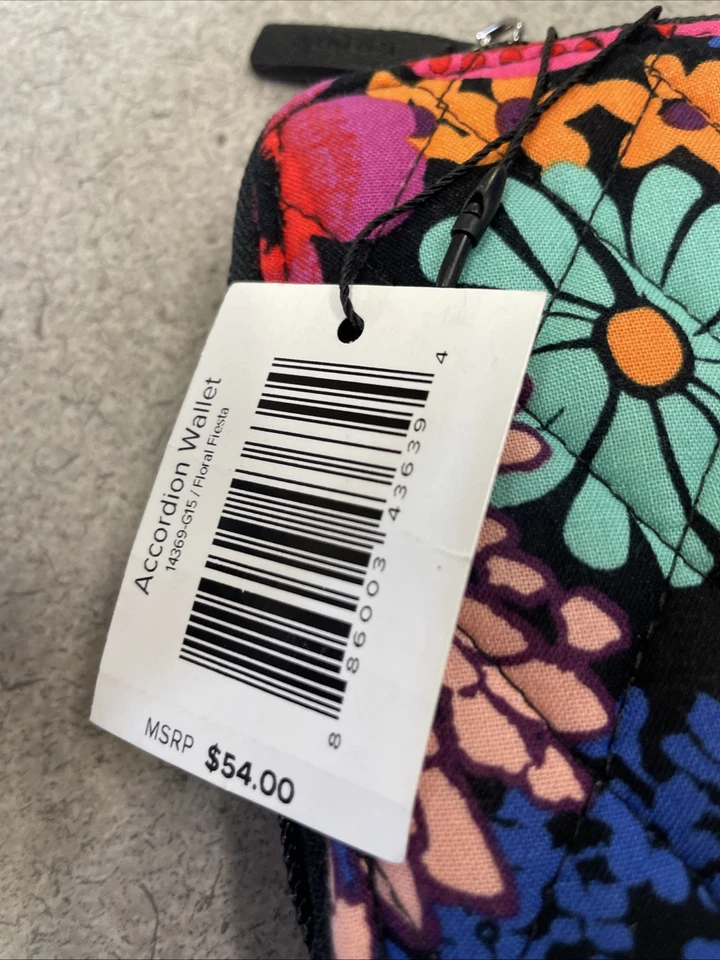 Accordion Wallet
14369-G15 / Floral Fiesta
8 86003 43639 4
MSRP $54.00